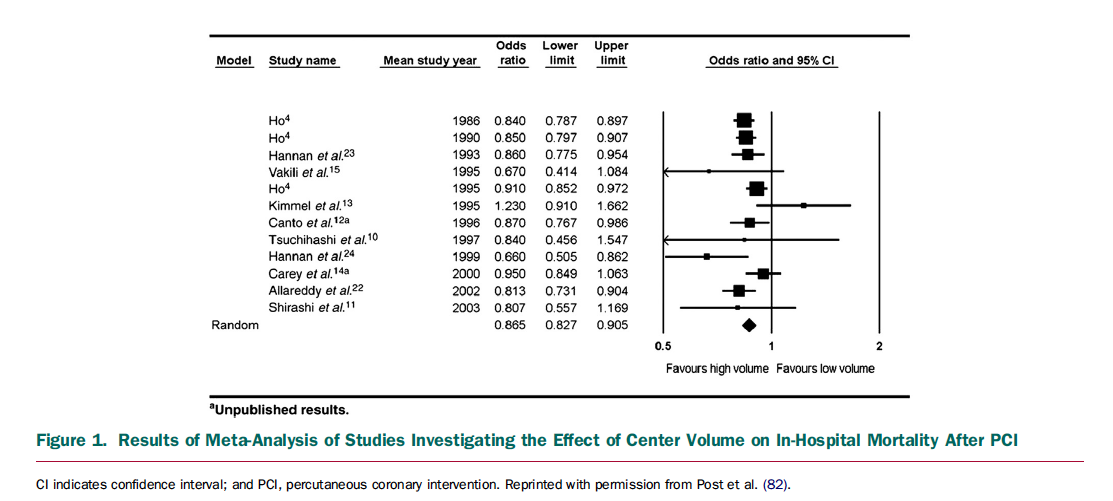 Model Study name Mean study year Odds ratio Lower limit Upper limit Odds ratio and 95% CI
Ho4 1986 0.840 0.787 0.897
Ho4 1990 0.850 0.797 0.907
Hannan et al.23 1993 0.860 0.775 0.954
Vakili et al.15 1995 0.670 0.414 1.084
Ho4 1995 0.910 0.852 0.972
Kimmel et al.13 1995 1.230 0.910 1.662
Canto et al.12a 1996 0.870 0.767 0.986
Tsuchihashi et al.10 1997 0.840 0.456 1.547
Hannan et al.24 1999 0.660 0.505 0.862
Carey et al.14a 2000 0.950 0.849 1.063
Allareddy et al.22 2002 0.813 0.731 0.904
Shirashi et al.11 2003 0.807 0.557 1.169
Random 0.865 0.827 0.905
0.5 1 2
Favours high volume Favours low volume
aUnpublished results.
Figure 1. Results of Meta-Analysis of Studies Investigating the Effect of Center Volume on In-Hospital Mortality After PCI
CI indicates confidence interval; and PCI, percutaneous coronary intervention. Reprinted with permission from Post et al. (82).